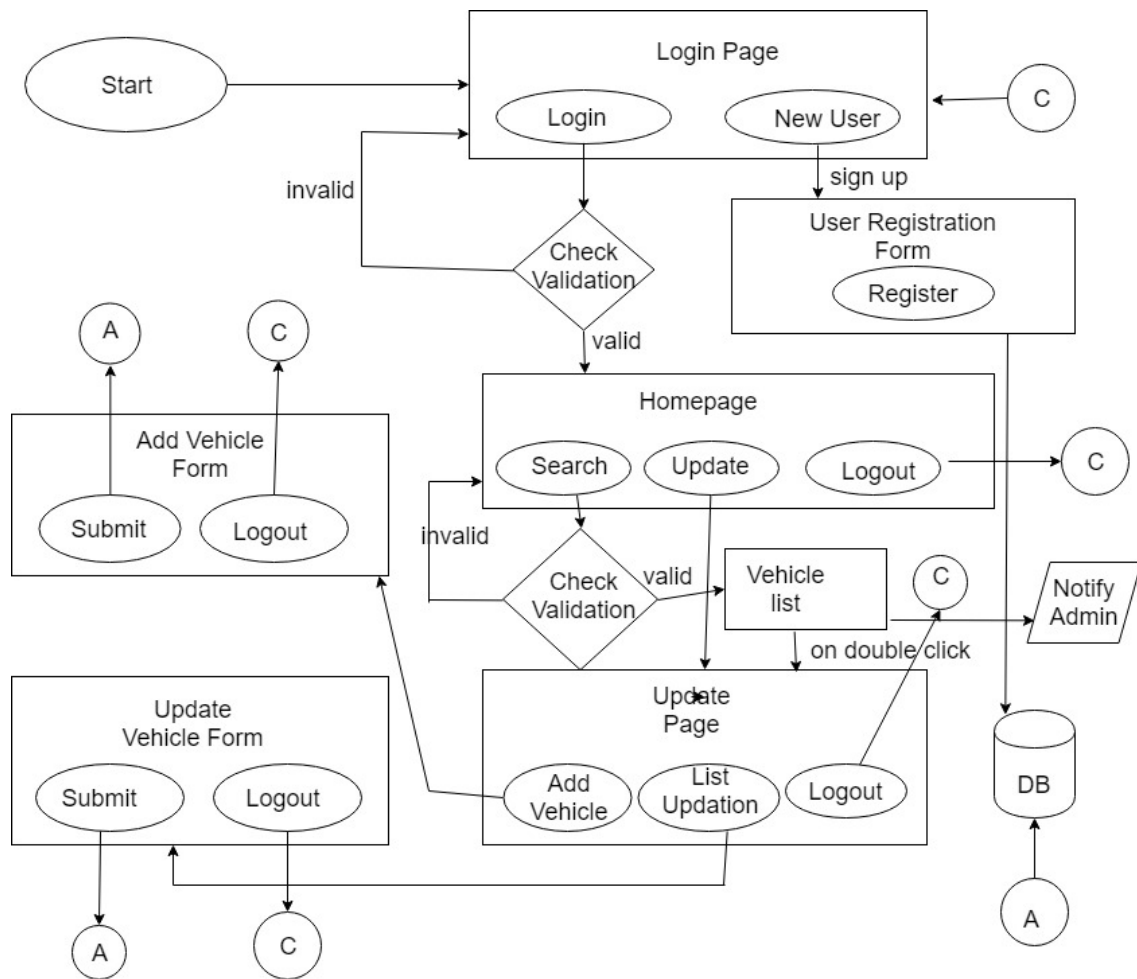 Login Page
Start
C
Login
New User
invalid
sign up
User Registration
Form
Check
Validation
Register
A
C
valid
Homepage
Add Vehicle
Form
Search
Update
Logout
C
Submit
Logout
invalid
Check
Validation
valid
Vehicle
list
C
Notify
Admin
on double click
Update
Page
Update
Vehicle Form
Submit
Logout
Add
Vehicle
List
Updation
Logout
DB
A
C
A